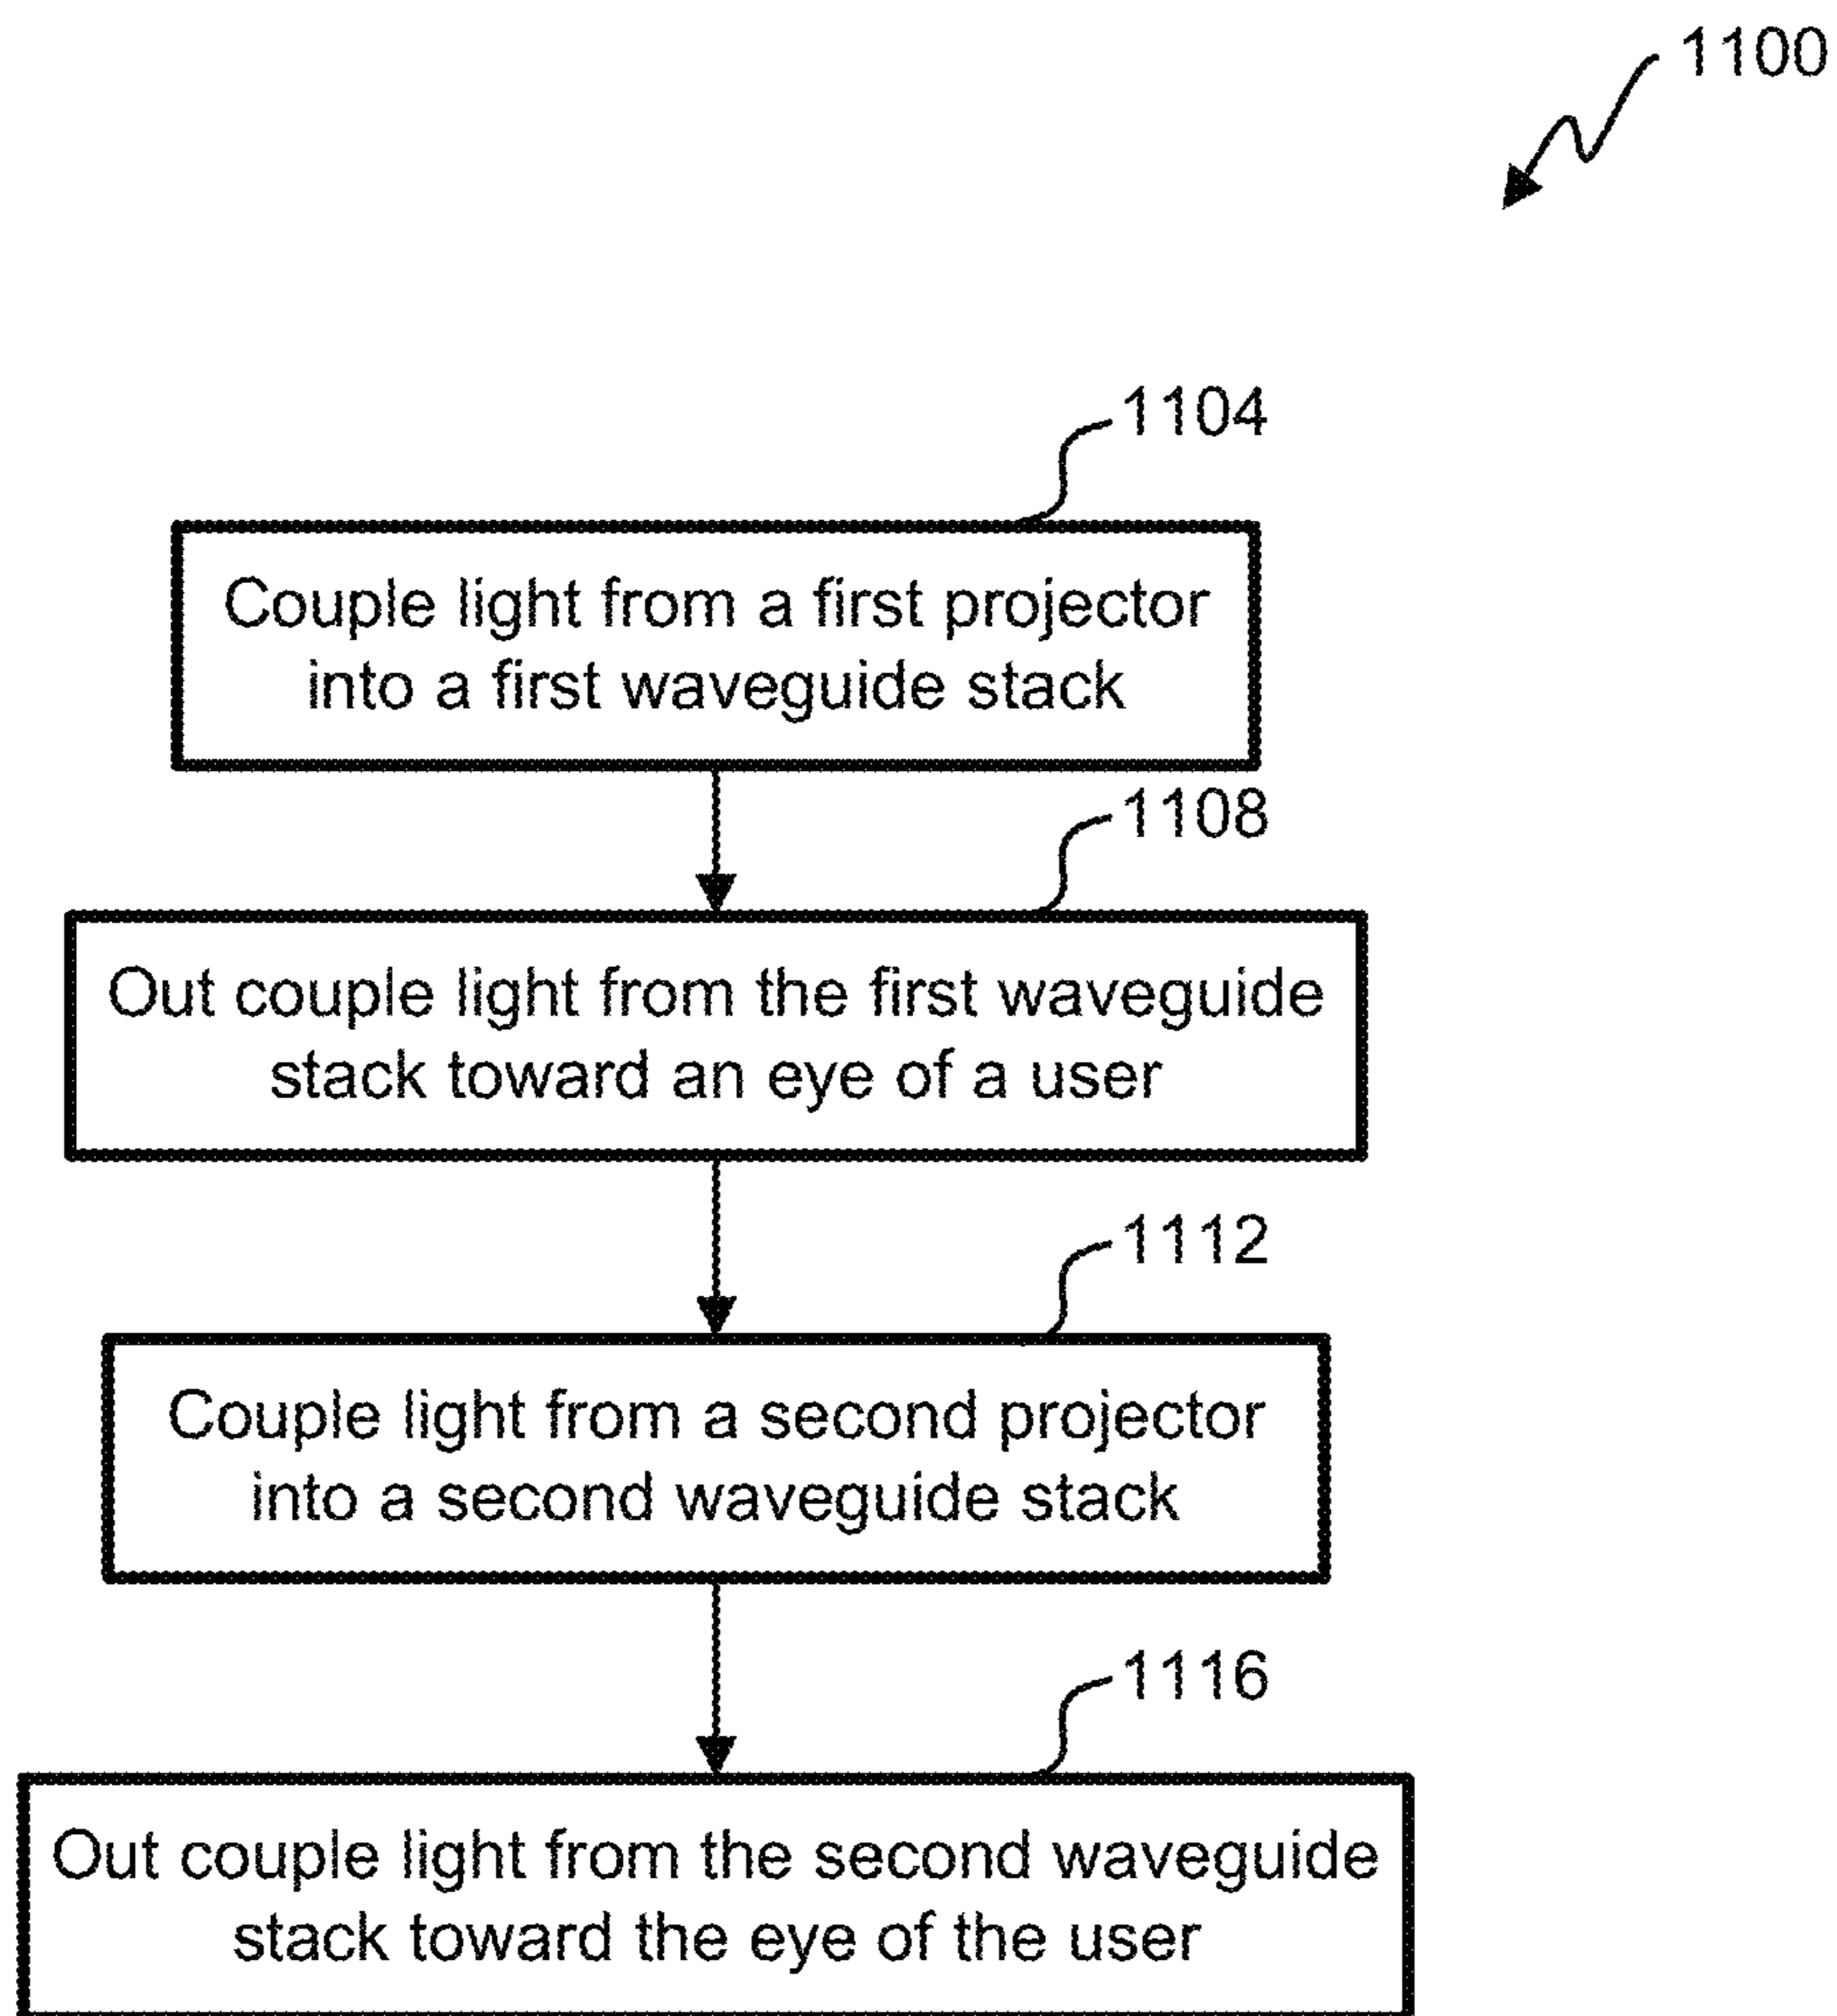 1100
1104
Couple light from a first projector
into a first waveguide stack
1108
Out couple light from the first waveguide
stack toward an eye of a user
1112
Couple light from a second projector
into a second waveguide stack
1116
Out couple light from the second waveguide
stack toward the eye of the user